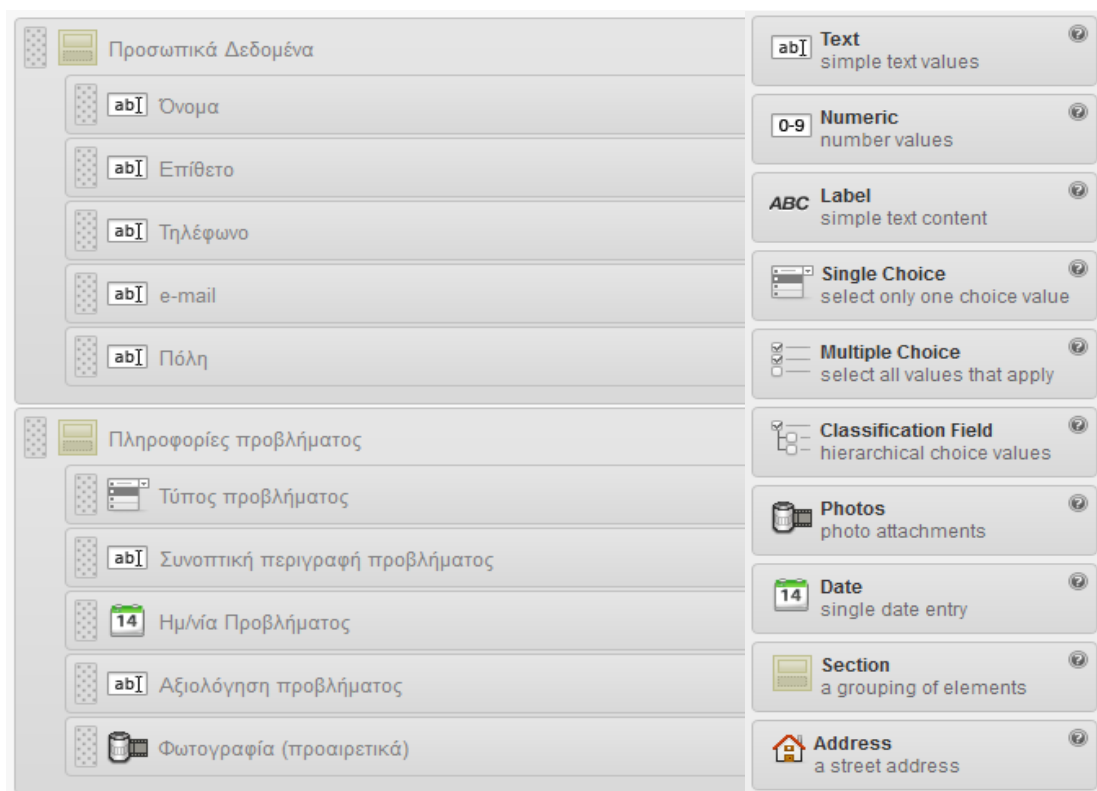 Προσωπικά Δεδομένα
abI Όνομα
abI Επίθετο
abI Τηλέφωνο
abI e-mail
abI Πόλη
Πληροφορίες προβλήματος
Τύπος προβλήματος
abI Συνοπτική περιγραφή προβλήματος
14 Ημ/νία Προβλήματος
abI Αξιολόγηση προβλήματος
Φωτογραφία (προαιρετικά)
abI Text
simple text values
0-9 Numeric
number values
ABC Label
simple text content
Single Choice
select only one choice value
Multiple Choice
select all values that apply
Classification Field
hierarchical choice values
Photos
photo attachments
14 Date
single date entry
Section
a grouping of elements
Address
a street address